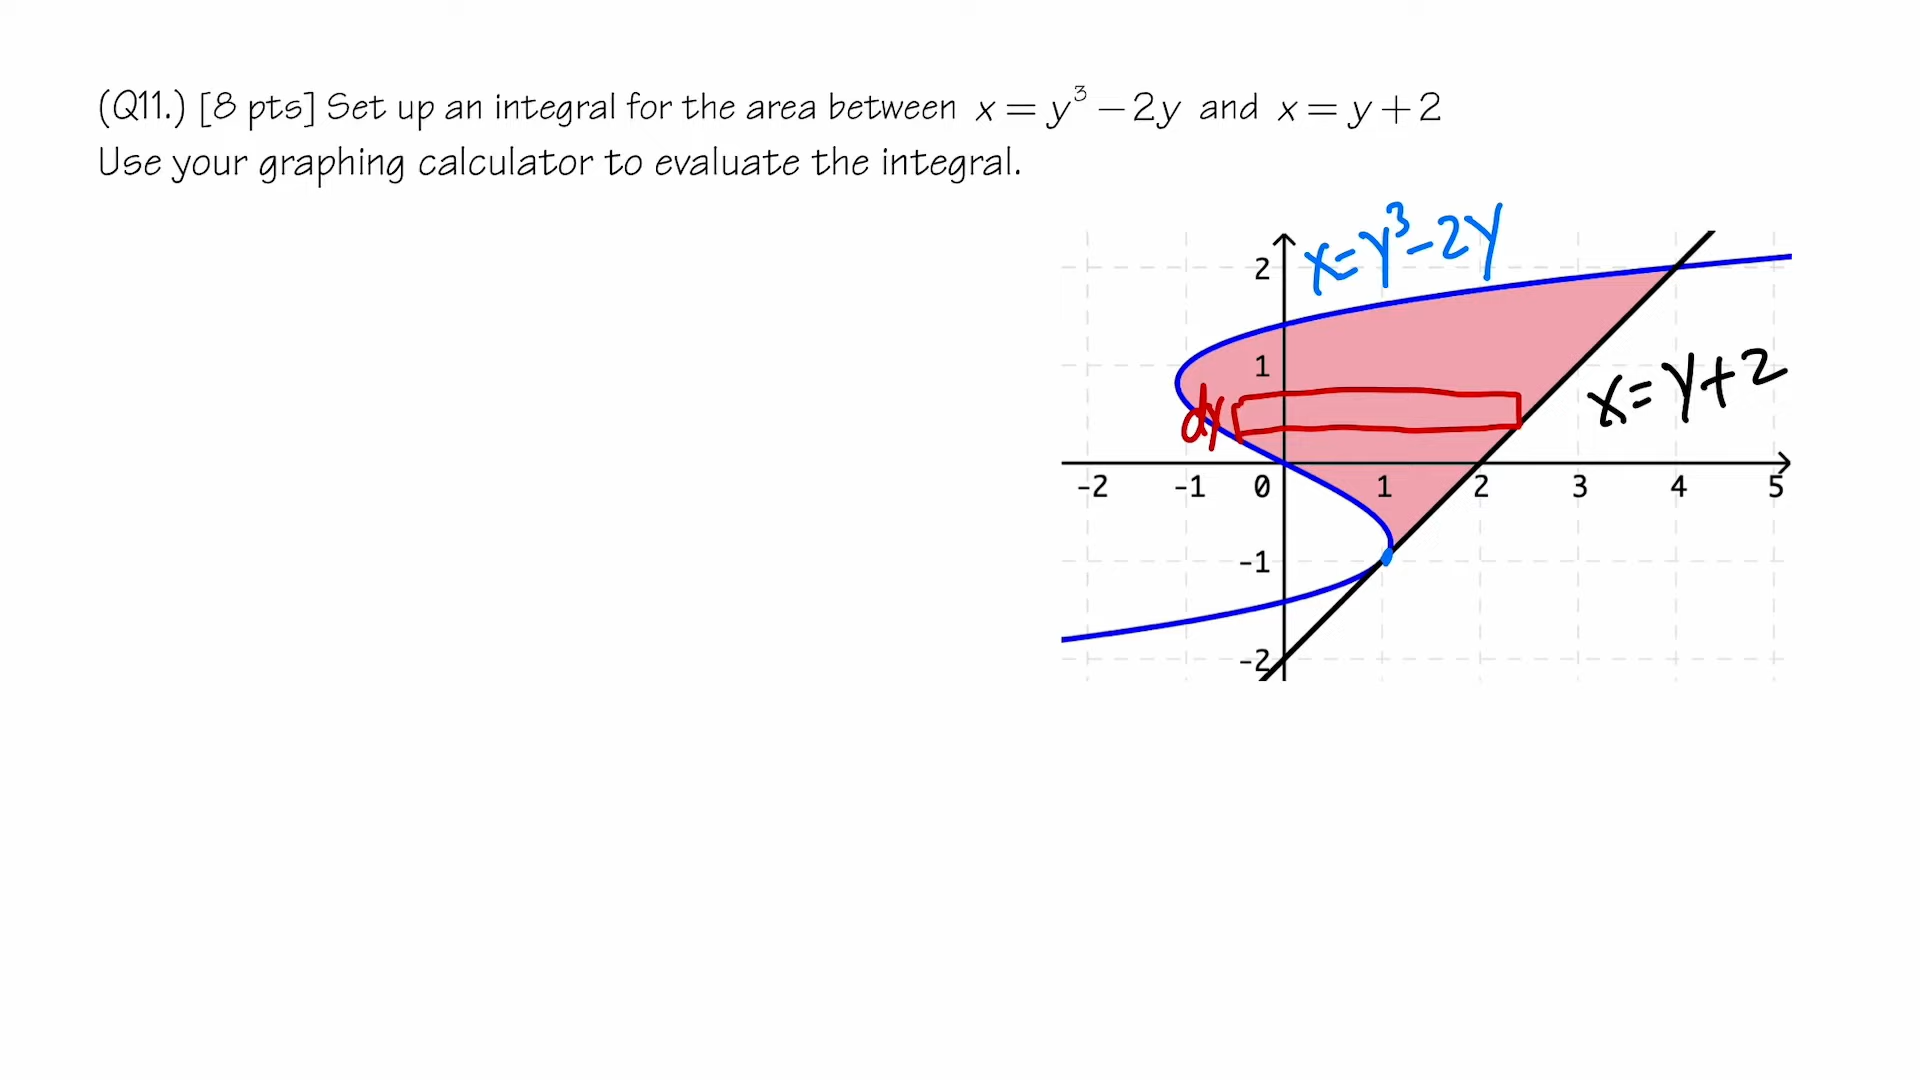 (Q11.) [8 pts] Set up an integral for the area between x = y³ − 2y and x = y + 2
Use your graphing calculator to evaluate the integral.
x=y³-2y
2
1
x=y+2
dy
-2 -1 0 1 2 3 4 5
-1
-2